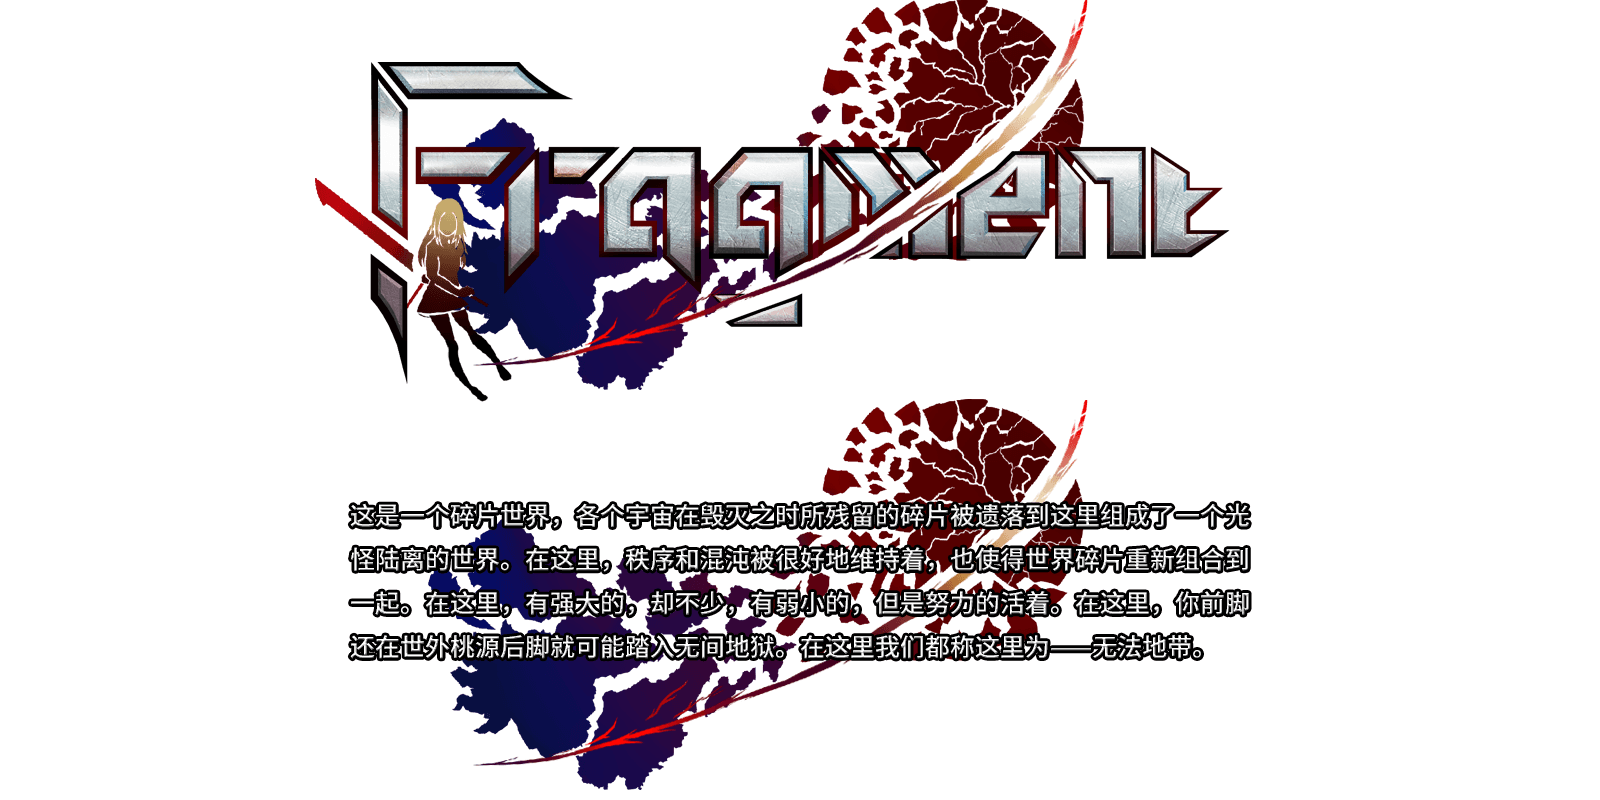 Fragment
这是一个碎片世界，各个宇宙在毁灭之时所残留的碎片被遗落到这里组成了一个光
怪陆离的世界。在这里，秩序和混沌被很好地维持着，也使得世界碎片重新组合到
一起。在这里，有强大的，却不少，有弱小的，但是努力的活着。在这里，你前脚
还在世外桃源后脚就可能踏入无间地狱。在这里我们都称这里为——无法地带。